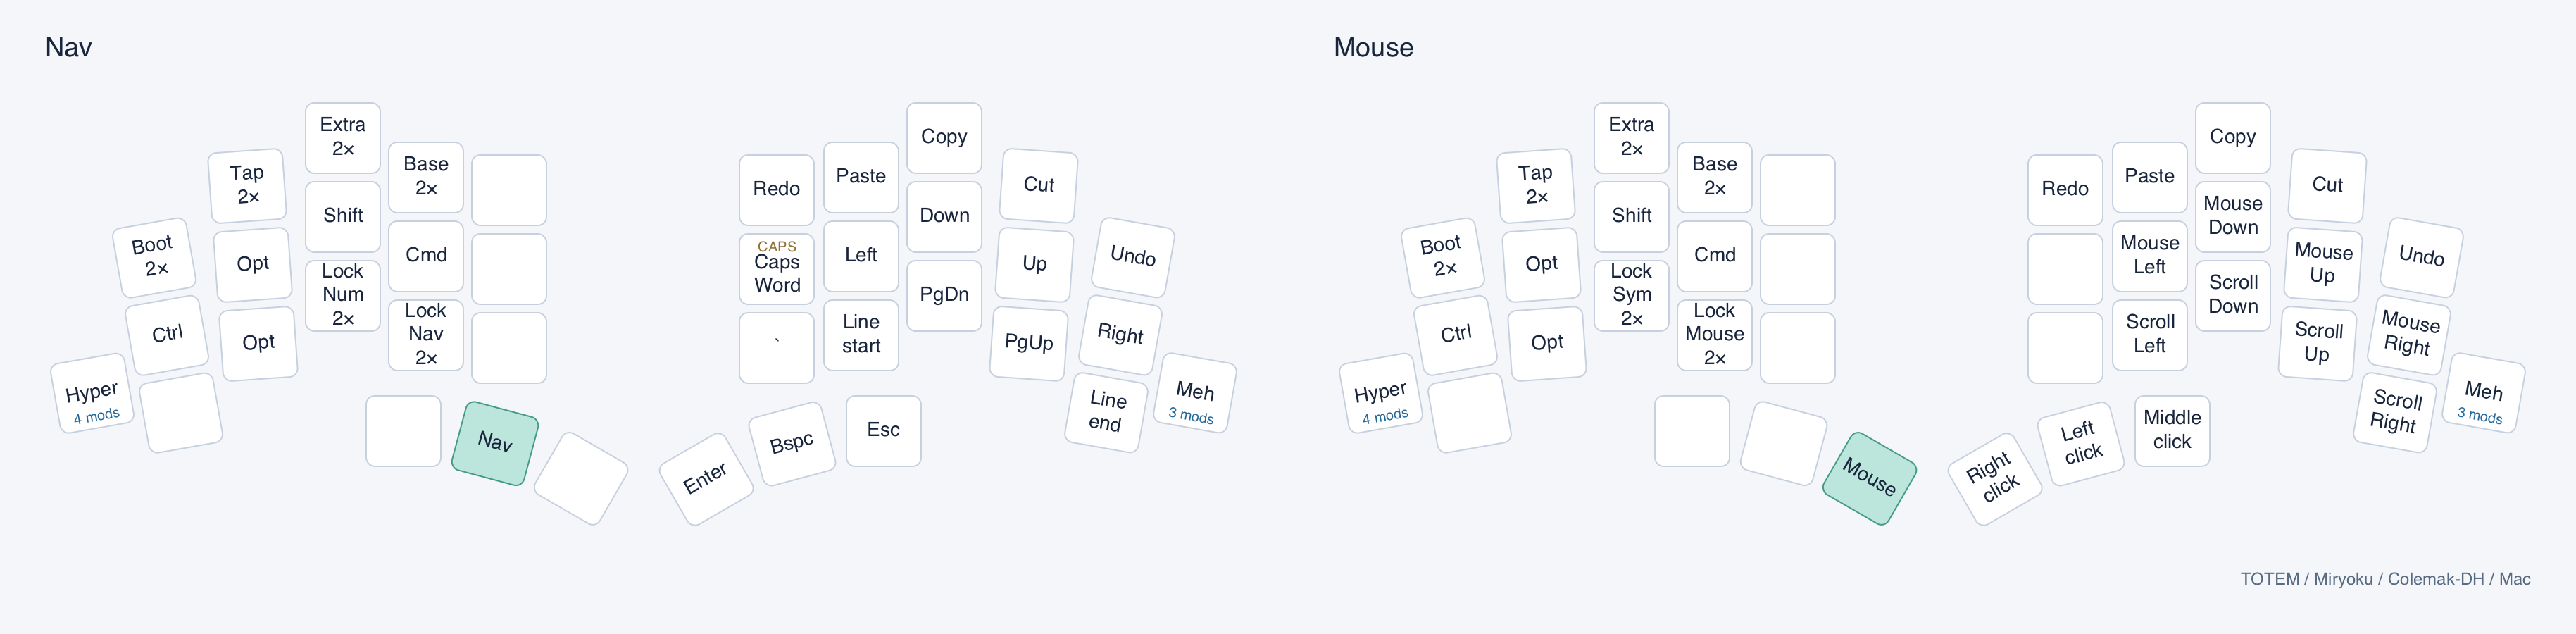 Nav
Extra
2×
Base
2×
Tap
2×
Shift
Boot
2×
Opt
Cmd
Lock
Num
2×
Ctrl
Opt
Lock
Nav
2×
Hyper
4 mods
Nav
Copy
Paste
Redo
Cut
Down
CAPS
Caps
Word
Left
Up
Undo
PgDn
`
Line
start
PgUp
Right
Line
end
Meh
3 mods
Enter
Bspc
Esc
Mouse
Extra
2×
Base
2×
Tap
2×
Shift
Boot
2×
Opt
Cmd
Lock
Sym
2×
Ctrl
Opt
Lock
Mouse
2×
Hyper
4 mods
Mouse
Copy
Paste
Redo
Cut
Mouse
Down
Mouse
Left
Mouse
Up
Undo
Scroll
Down
Scroll
Left
Scroll
Up
Mouse
Right
Scroll
Right
Meh
3 mods
Right
click
Left
click
Middle
click
TOTEM / Miryoku / Colemak-DH / Mac